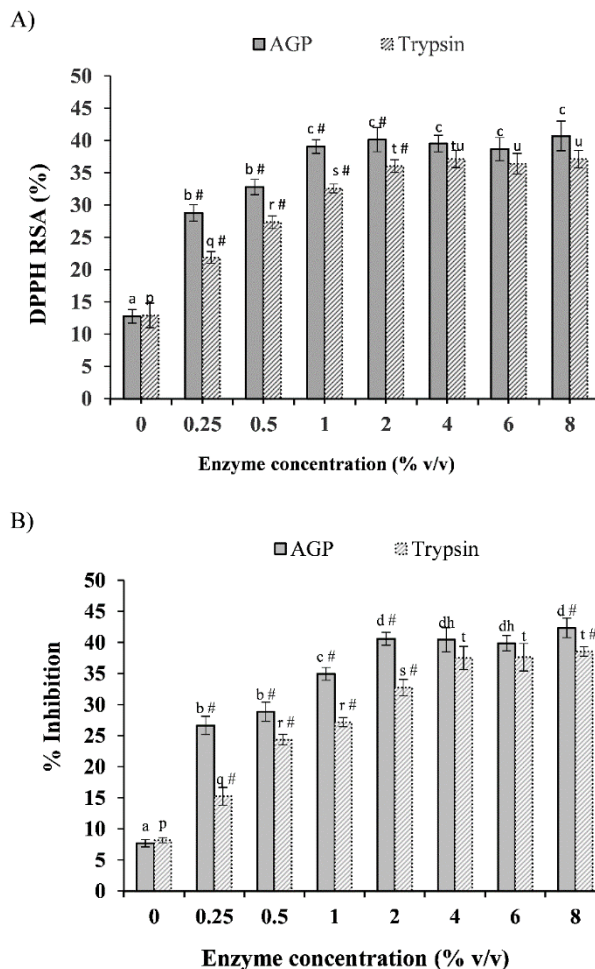 A)
AGP Trypsin
50
45
40
35
30
25
20
15
10
5
0
DPPH RSA (%)
a p b # q # b # r # c # s # c # t # c tu c u c u
0 0.25 0.5 1 2 4 6 8
Enzyme concentration (% v/v)
B)
AGP Trypsin
50
45
40
35
30
25
20
15
10
5
0
% Inhibition
a p b # q # b # r # c # r # d # s # dh t dh t d # t #
0 0.25 0.5 1 2 4 6 8
Enzyme concentration (% v/v)